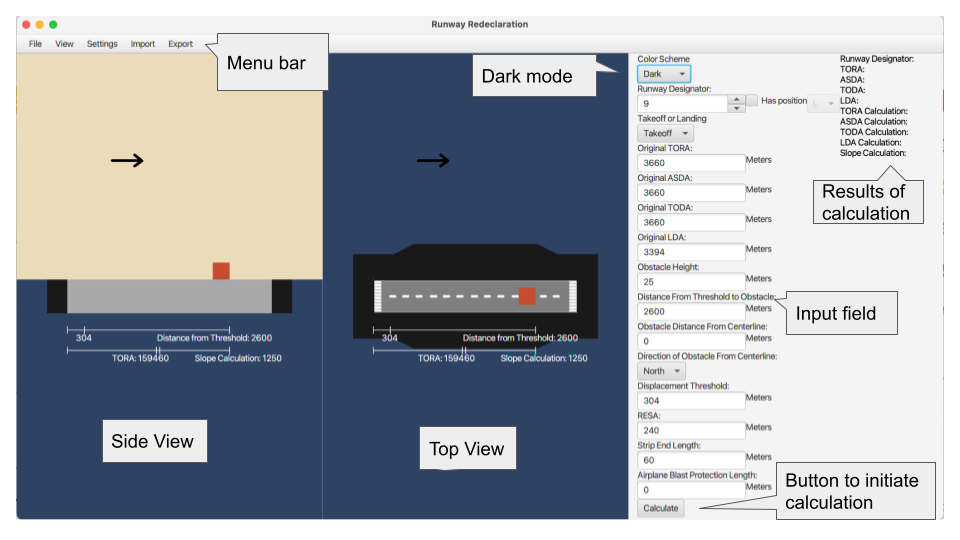 Runway Redeclaration
File View Settings Import Export
Menu bar
Dark mode
Color Scheme
Dark
Runway Designator:
9
Has position
L
Takeoff or Landing
Takeoff
Original TORA:
3660 Meters
Original ASDA:
3660 Meters
Original TODA:
3660 Meters
Original LDA:
3394 Meters
Obstacle Height:
25 Meters
Distance From Threshold to Obstacle:
2600 Meters
Obstacle Distance From Centerline:
0 Meters
Direction of Obstacle From Centerline:
North
Displacement Threshold:
304 Meters
RESA:
240 Meters
Strip End Length:
60 Meters
Airplane Blast Protection Length:
0 Meters
Calculate
Runway Designator:
TORA:
ASDA:
TODA:
LDA:
TORA Calculation:
ASDA Calculation:
TODA Calculation:
LDA Calculation:
Slope Calculation:
Results of
calculation
Input field
Button to initiate
calculation
304 Distance from Threshold: 2600
TORA: 159460 Slope Calculation: 1250
Side View
304 Distance from Threshold: 2600
TORA: 159460 Slope Calculation: 1250
Top View